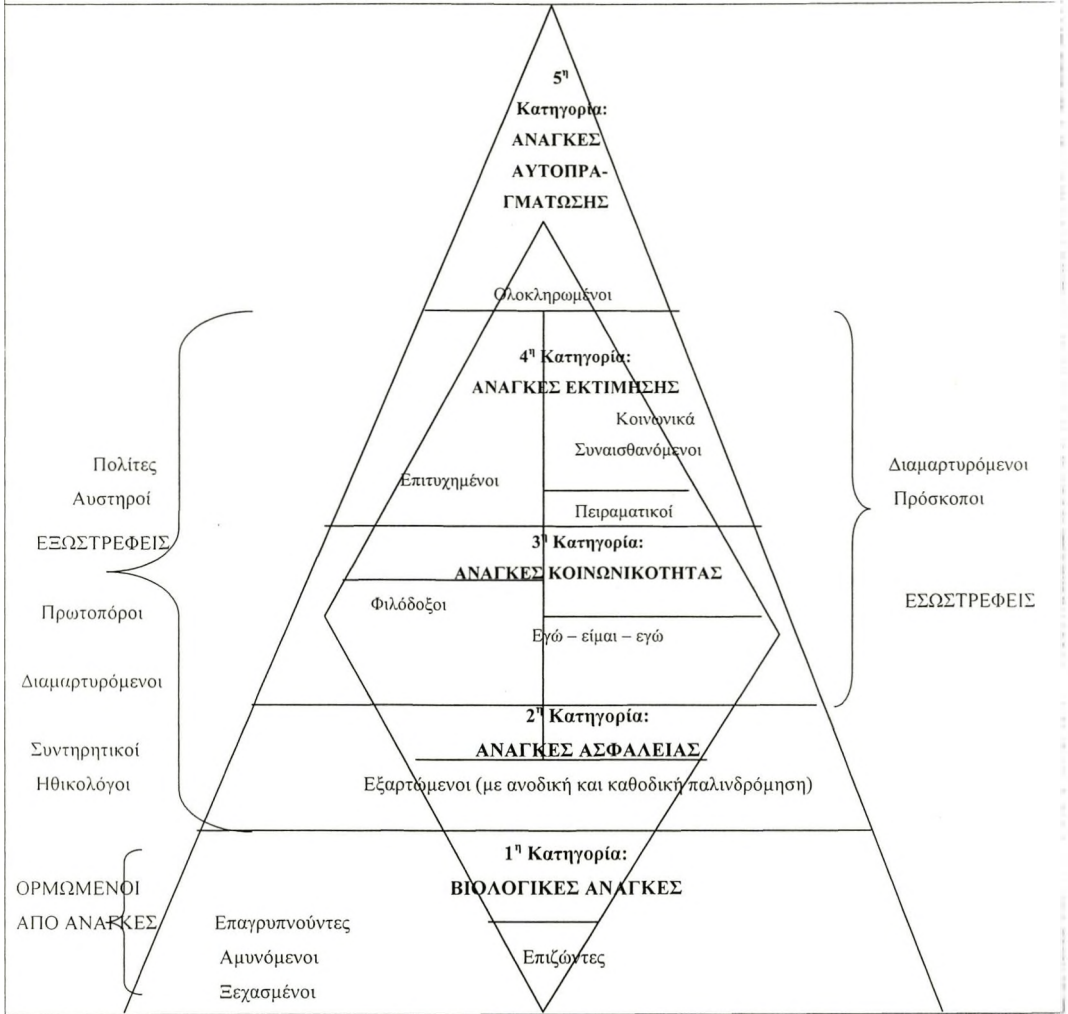 5η
Κατηγορία:
ΑΝΑΓΚΕΣ
ΑΥΤΟΠΡΑ-
ΓΜΑΤΩΣΗΣ
Ολοκληρωμένοι
4η Κατηγορία:
ΑΝΑΓΚΕΣ ΕΚΤΙΜΗΣΗΣ
Κοινωνικά
Συναισθανόμενοι
Επιτυχημένοι
Πειραματικοί
Πολίτες
Αυστηροί
ΕΞΩΣΤΡΕΦΕΙΣ
Πρωτοπόροι
Διαμαρτυρόμενοι
Συντηρητικοί
Ηθικολόγοι
Διαμαρτυρόμενοι
Πρόσκοποι
ΕΣΩΣΤΡΕΦΕΙΣ
3η Κατηγορία:
ΑΝΑΓΚΕΣ ΚΟΙΝΩΝΙΚΟΤΗΤΑΣ
Φιλόδοξοι
Εγώ – είμαι – εγώ
2η Κατηγορία:
ΑΝΑΓΚΕΣ ΑΣΦΑΛΕΙΑΣ
Εξαρτώμενοι (με ανοδική και καθοδική παλινδρόμηση)
1η Κατηγορία:
ΒΙΟΛΟΓΙΚΕΣ ΑΝΑΓΚΕΣ
ΟΡΜΩΜΕΝΟΙ
ΑΠΟ ΑΝΑΓΚΕΣ
Επαγρυπνούντες
Αμυνόμενοι
Ξεχασμένοι
Επιζώντες